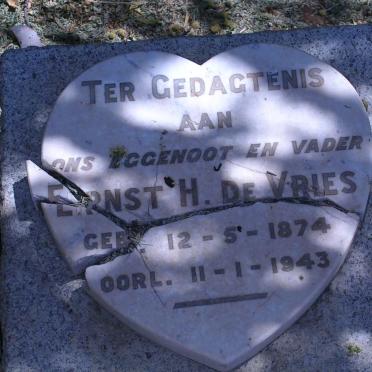 TER GEDAGTENIS
AAN
ONS EGGENOOT EN VADER
ERNST H. DE VRIES
GEB. 12 - 5 - 1874
OORL. 11 - 1 - 1943